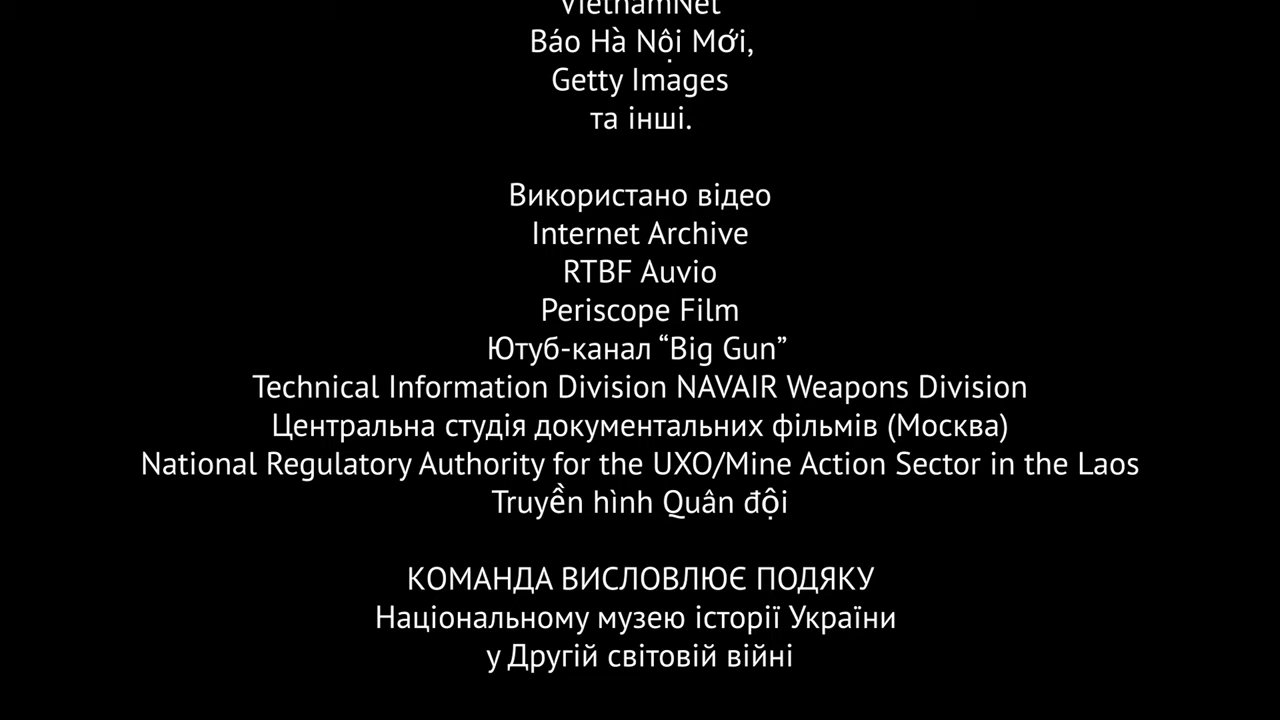 VietnamNet
Báo Hà Nội Mới,
Getty Images
та інші.
Використано відео
Internet Archive
RTBF Auvio
Periscope Film
Ютуб-канал “Big Gun”
Technical Information Division NAVAIR Weapons Division
Центральна студія документальних фільмів (Москва)
National Regulatory Authority for the UXO/Mine Action Sector in the Laos
Truyền hình Quân đội
КОМАНДА ВИСЛОВЛЮЄ ПОДЯКУ
Національному музею історії України
у Другій світовій війні